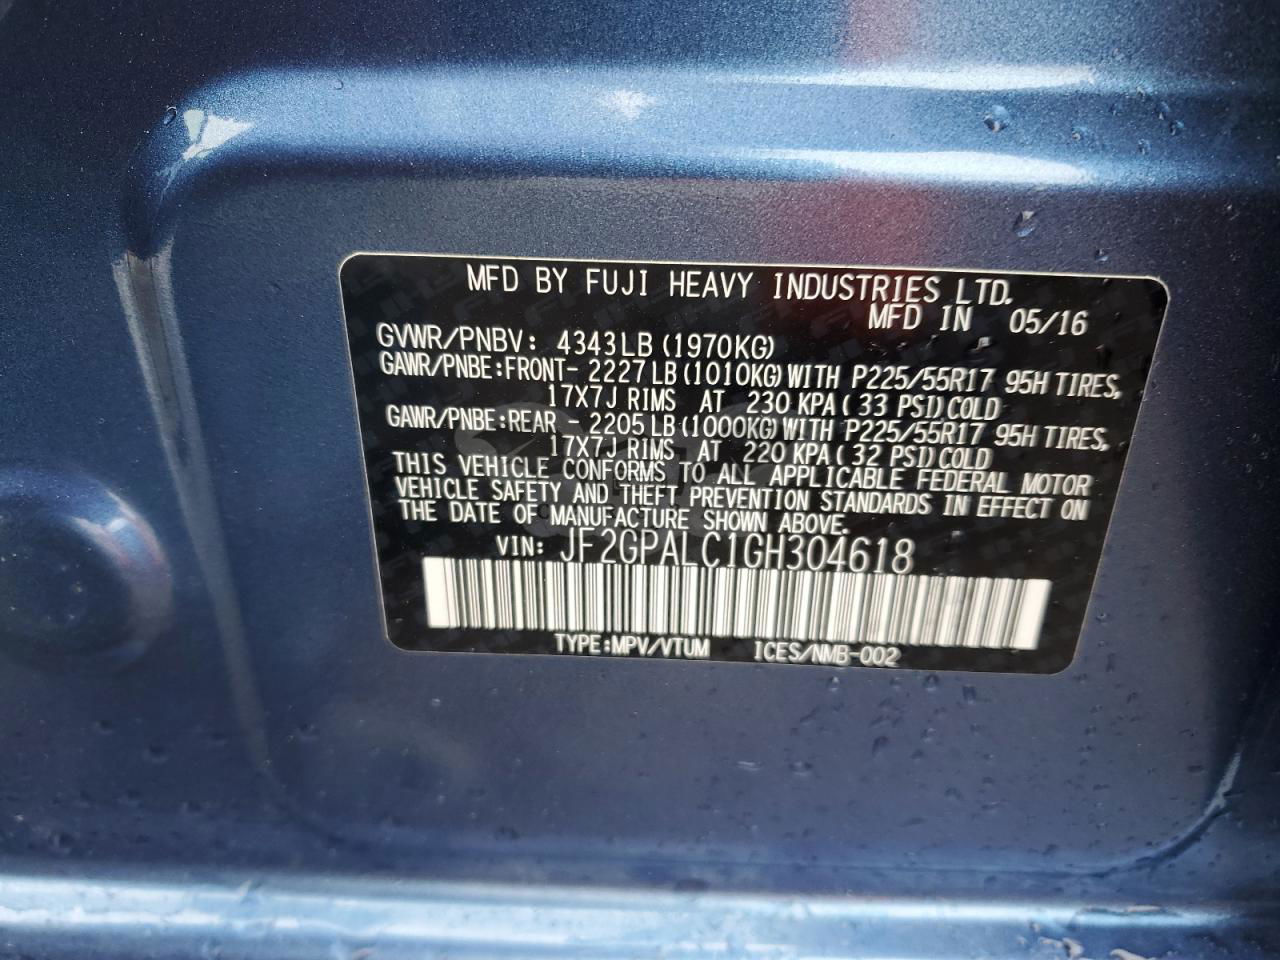 MFD BY FUJI HEAVY INDUSTRIES LTD.
MFD IN 05/16
GVWR/PNBV: 4343LB (1970KG)
GAWR/PNBE:FRONT- 2227LB (1010KG) WITH P225/55R17 95H TIRES,
17X7J RIMS AT 230 KPA ( 33 PSI) COLD
GAWR/PNBE:REAR - 2205LB (1000KG) WITH P225/55R17 95H TIRES,
17X7J RIMS AT 220 KPA ( 32 PSI) COLD
THIS VEHICLE CONFORMS TO ALL APPLICABLE FEDERAL MOTOR
VEHICLE SAFETY AND THEFT PREVENTION STANDARDS IN EFFECT ON
THE DATE OF MANUFACTURE SHOWN ABOVE.
VIN: JF2GPALC1GH304618
TYPE:MPV/VTUM ICES/NMB-002